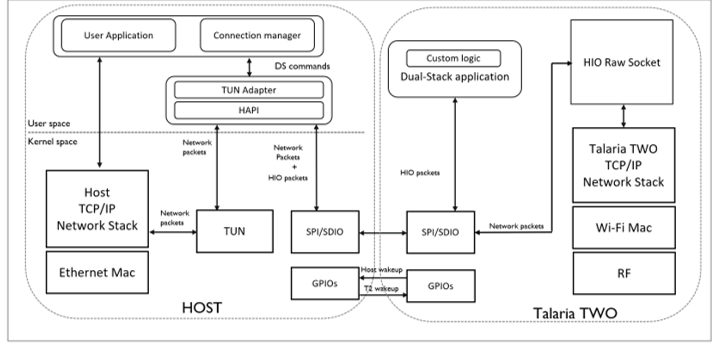 User Application
Connection manager
DS commands
TUN Adapter
HAPI
User space
Kernel space
Network
packets
Network
Packets
+
HIO packets
Host
TCP/IP
Network Stack
Network
packets
TUN
SPI/SDIO
Ethernet Mac
GPIOs
HOST
Host wakeup
T2 wakeup
Custom logic
Dual-Stack application
HIO packets
SPI/SDIO
Network packets
GPIOs
HIO Raw Socket
Talaria TWO
TCP/IP
Network Stack
Wi-Fi Mac
RF
Talaria TWO